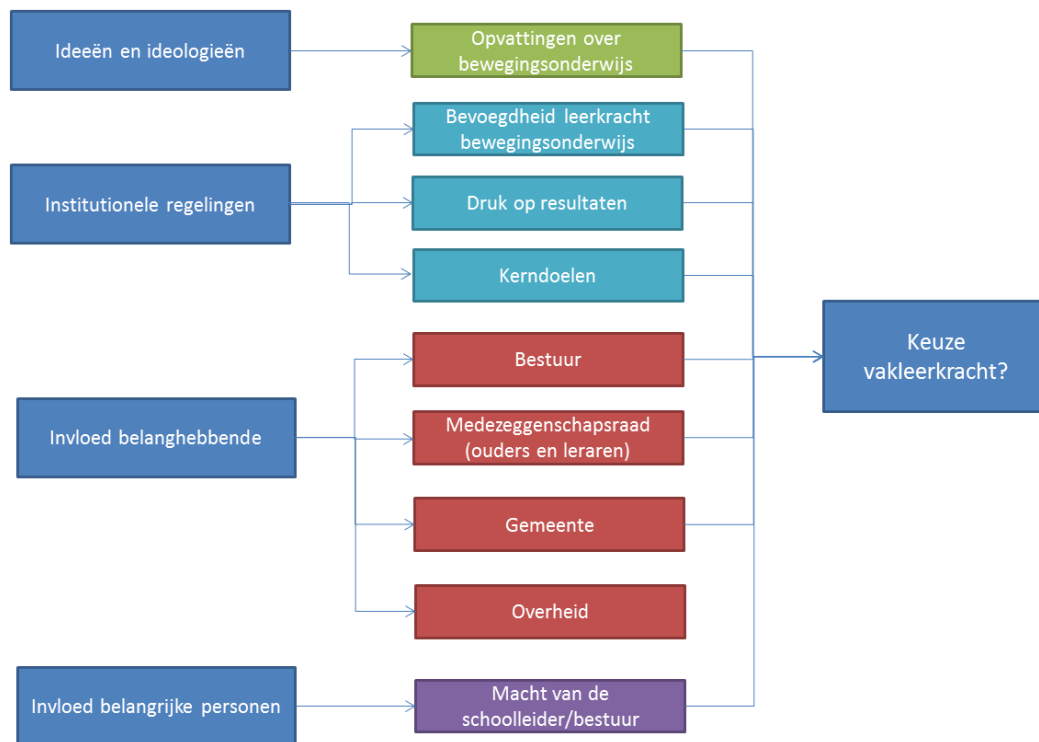 Ideeën en ideologieën
Opvattingen over
bewegingsonderwijs
Institutionele regelingen
Bevoegdheid leerkracht
bewegingsonderwijs
Druk op resultaten
Kerndoelen
Invloed belanghebbende
Bestuur
Medezeggenschapsraad
(ouders en leraren)
Gemeente
Overheid
Invloed belangrijke personen
Macht van de
schoolleider/bestuur
Keuze
vakleerkracht?